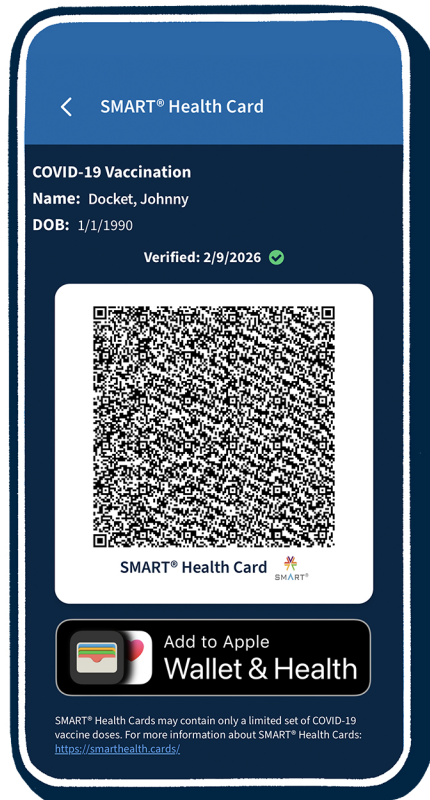 SMART® Health Card
COVID-19 Vaccination
Name: Docket, Johnny
DOB: 1/1/1990
Verified: 2/9/2026
SMART® Health Card
SMART®
Add to Apple
Wallet & Health
SMART® Health Cards may contain only a limited set of COVID-19
vaccine doses. For more information about SMART® Health Cards:
https://smarthealth.cards/